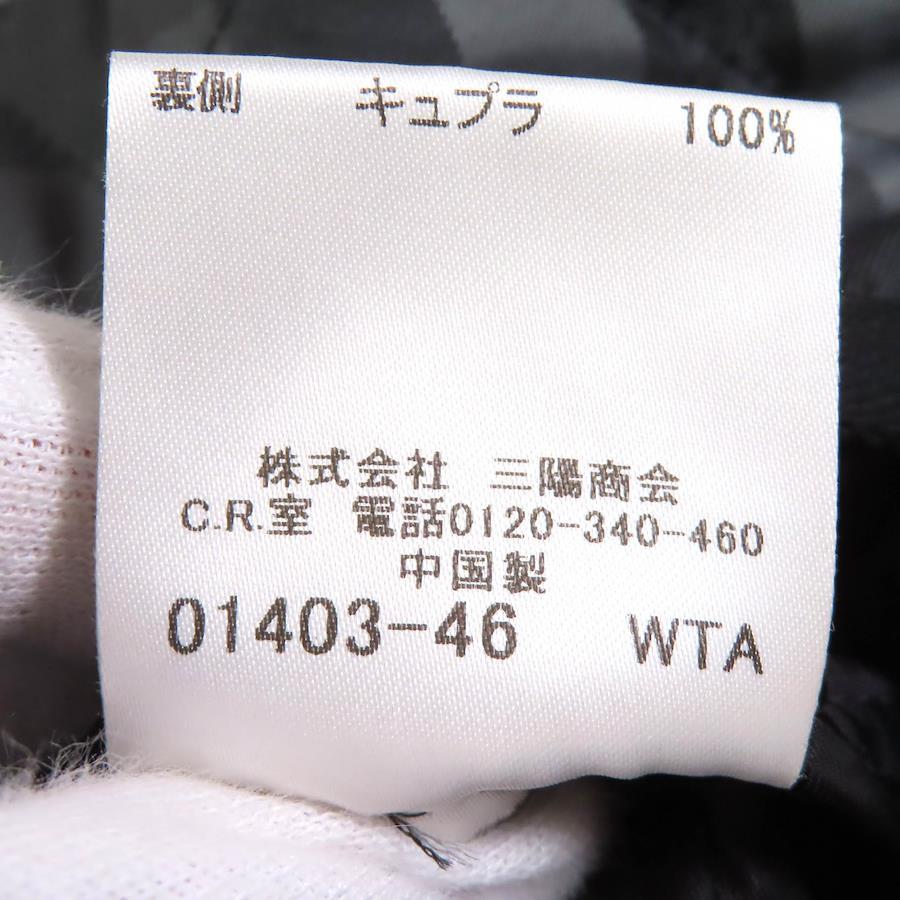 裏側 キュプラ 100%
株式会社 三陽商会
C.R.室 電話0120-340-460
中国製
01403-46 WTA